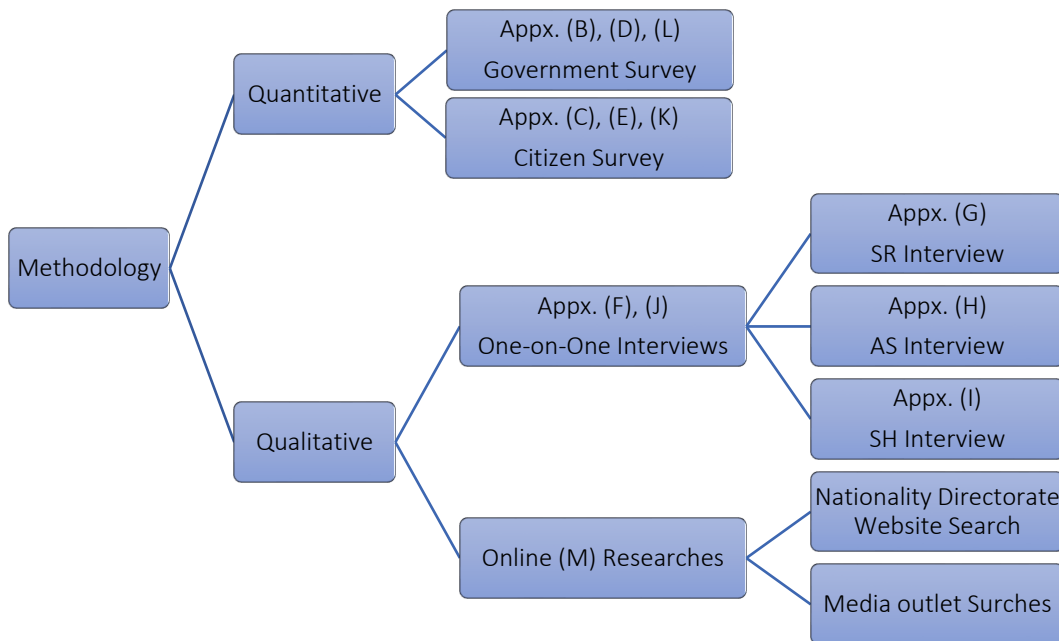 Appx. (B), (D), (L)
Government Survey
Quantitative
Appx. (C), (E), (K)
Citizen Survey
Methodology
Appx. (G)
SR Interview
Appx. (F), (J)
One-on-One Interviews
Appx. (H)
AS Interview
Appx. (I)
SH Interview
Qualitative
Nationality Directorate
Website Search
Online (M) Researches
Media outlet Surches